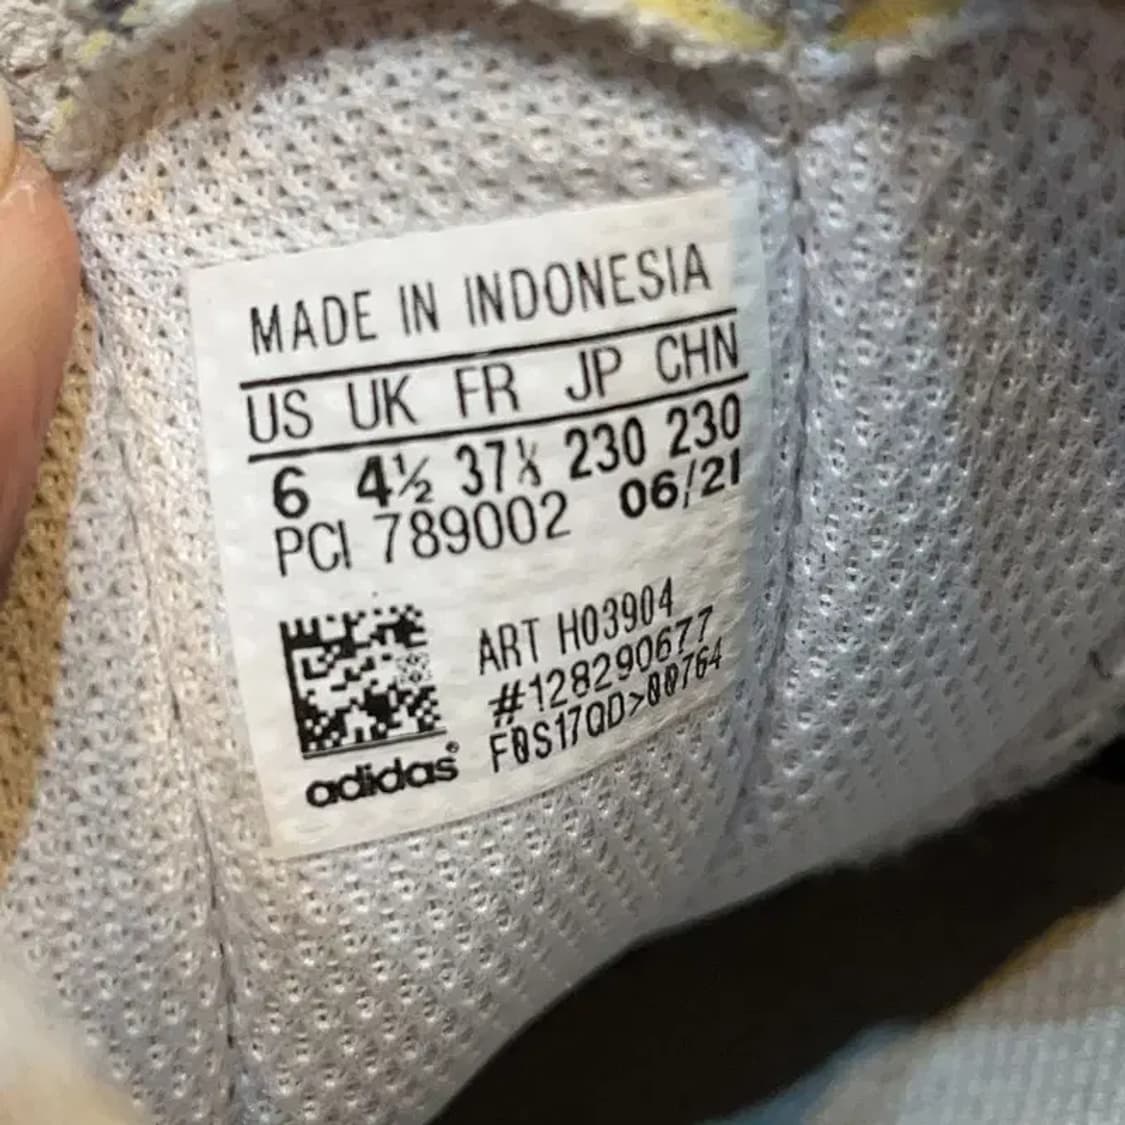 MADE IN INDONESIA
US UK FR JP CHN
6 4½ 37⅓ 230 230
PCI 789002 06/21
ART H03904
#128290677
F0S17QD>00764
adidas®